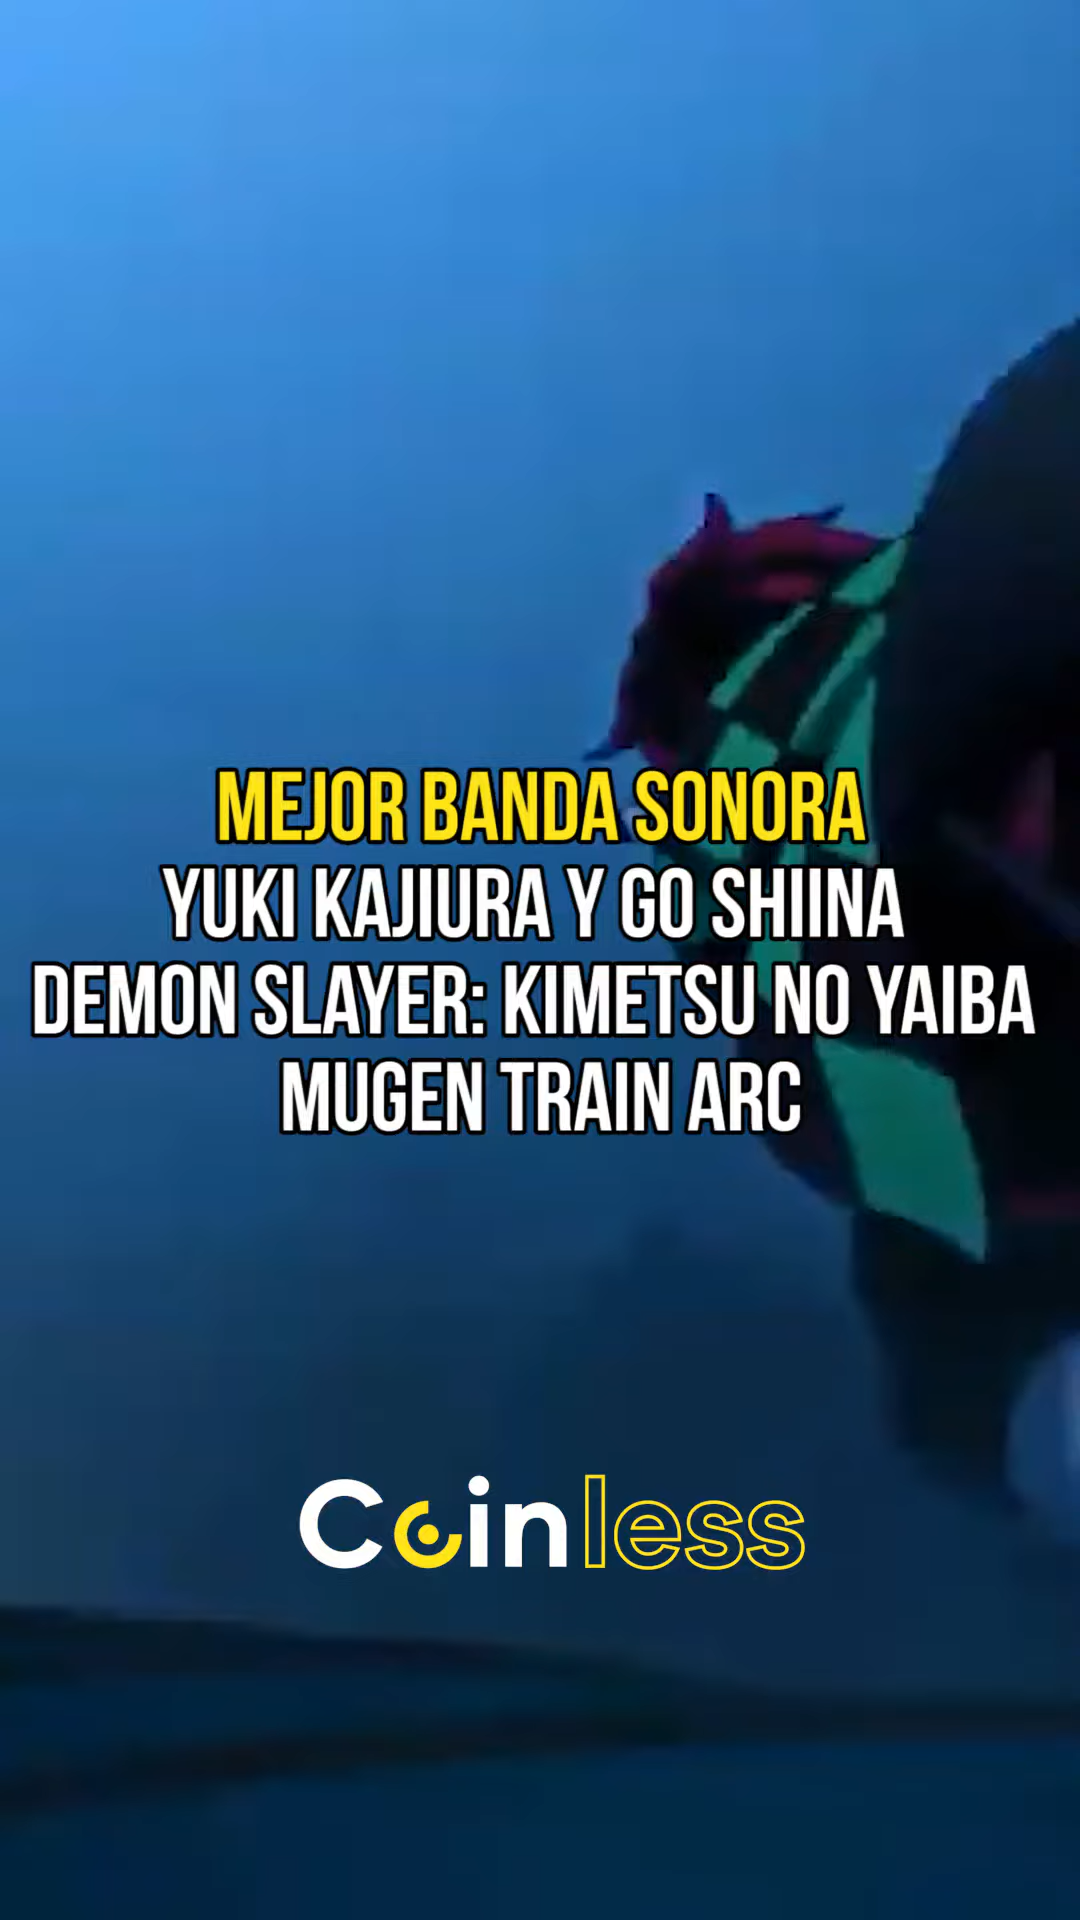 MEJOR BANDA SONORA
YUKI KAJIURA Y GO SHIINA
DEMON SLAYER: KIMETSU NO YAIBA
MUGEN TRAIN ARC
Coinless